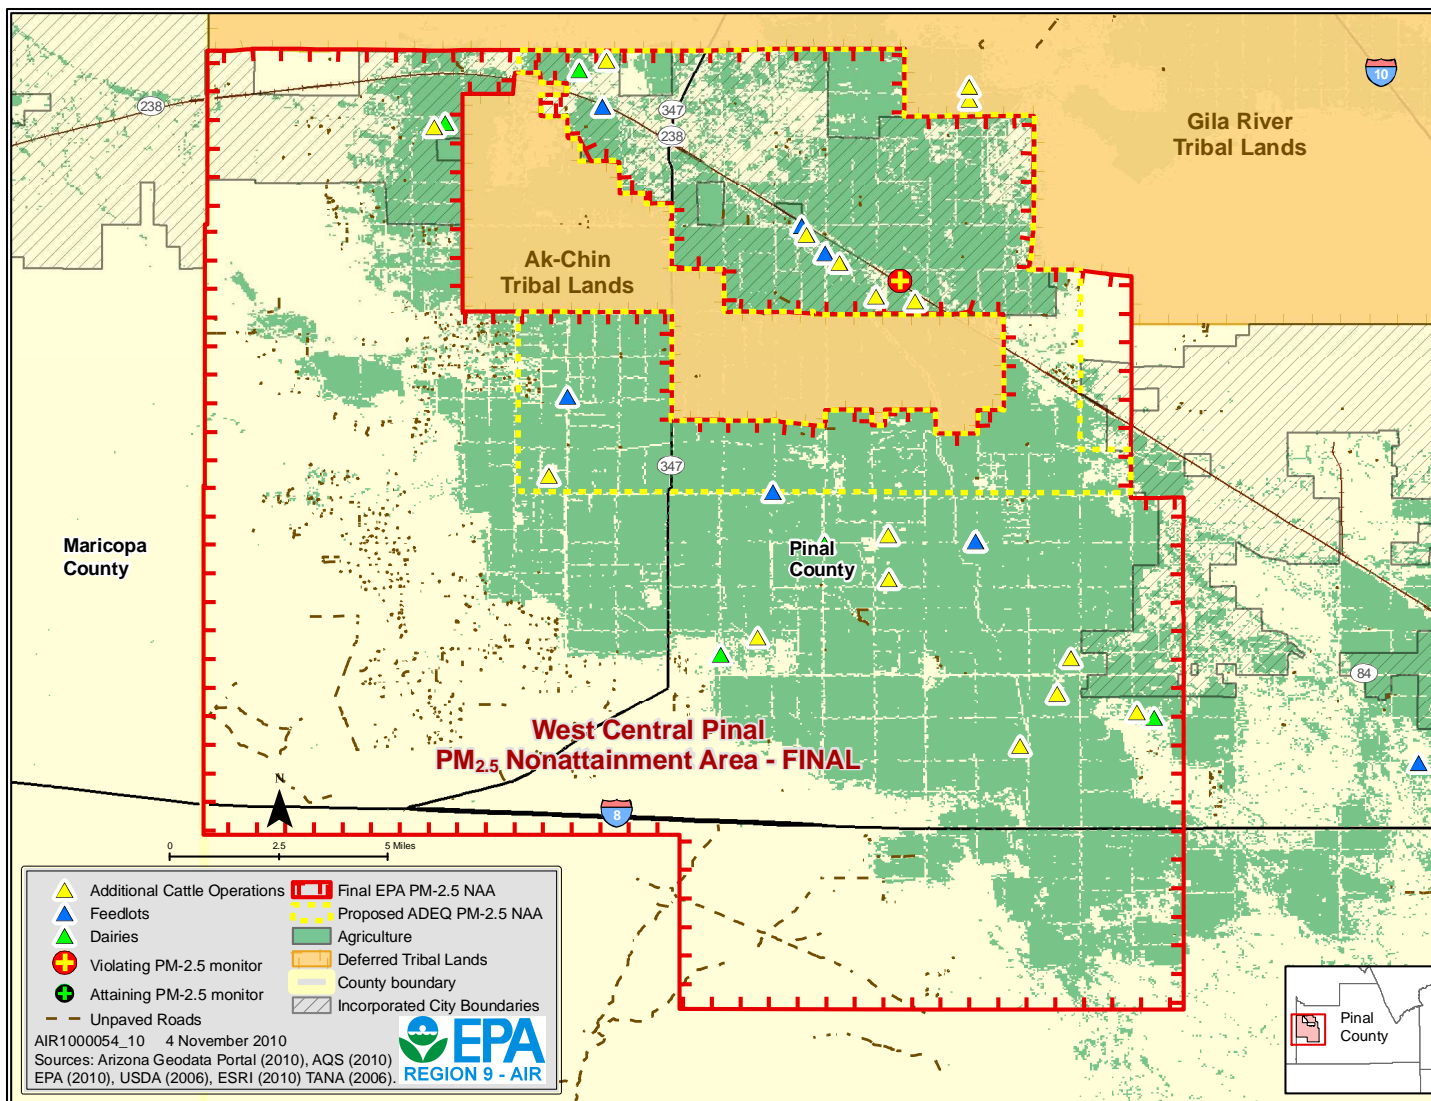 10
238
347
238
Gila River
Tribal Lands
Ak-Chin
Tribal Lands
347
Maricopa
County
Pinal
County
84
West Central Pinal
PM2.5 Nonattainment Area - FINAL
N
8
0 2.5 5 Miles
Additional Cattle Operations
Feedlots
Dairies
Violating PM-2.5 monitor
Attaining PM-2.5 monitor
Unpaved Roads
Final EPA PM-2.5 NAA
Proposed ADEQ PM-2.5 NAA
Agriculture
Deferred Tribal Lands
County boundary
Incorporated City Boundaries
AIR1000054_10 4 November 2010
Sources: Arizona Geodata Portal (2010), AQS (2010)
EPA (2010), USDA (2006), ESRI (2010) TANA (2006).
EPA
REGION 9 - AIR
Pinal
County